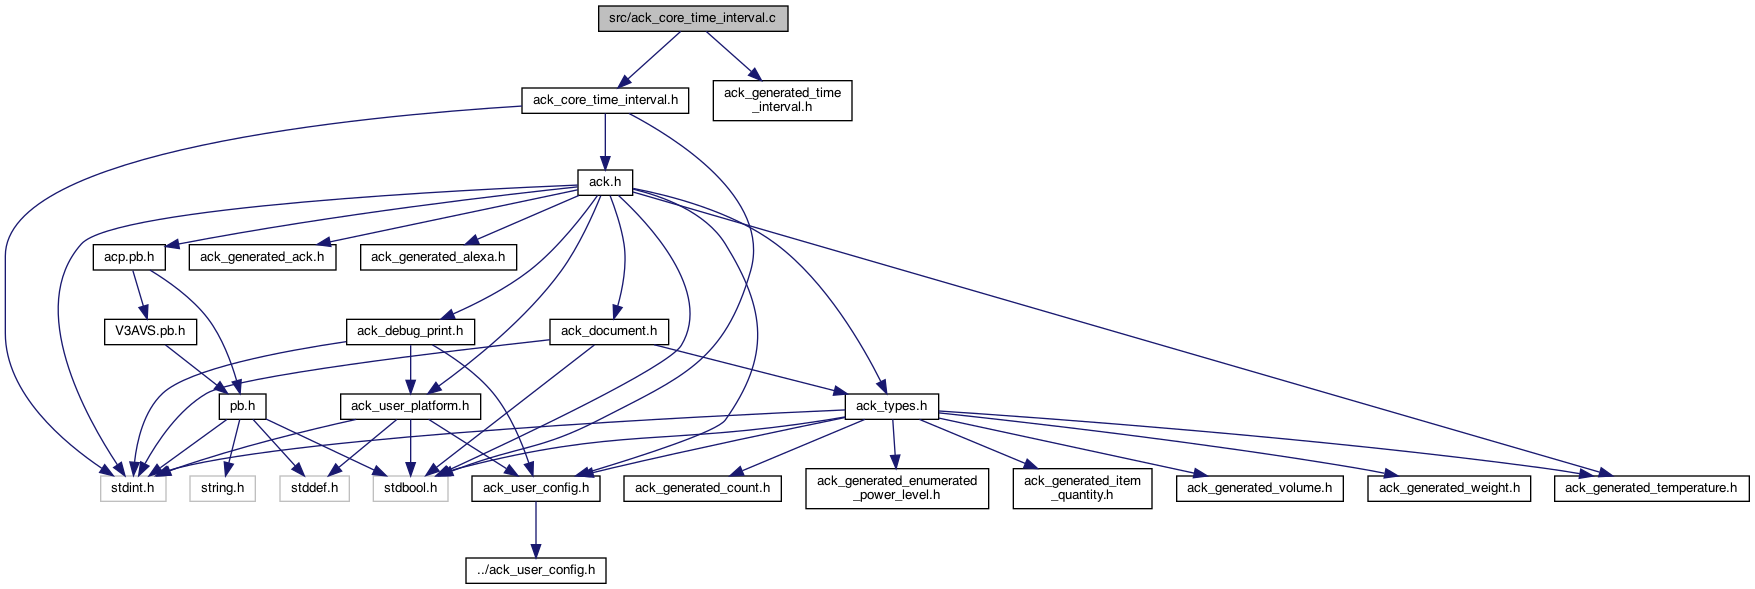 src/ack_core_time_interval.c
ack_core_time_interval.h
ack_generated_time
_interval.h
ack.h
acp.pb.h
ack_generated_ack.h
ack_generated_alexa.h
V3AVS.pb.h
ack_debug_print.h
ack_document.h
pb.h
ack_user_platform.h
ack_types.h
stdint.h
string.h
stddef.h
stdbool.h
ack_user_config.h
ack_generated_count.h
ack_generated_enumerated
_power_level.h
ack_generated_item
_quantity.h
ack_generated_volume.h
ack_generated_weight.h
ack_generated_temperature.h
../ack_user_config.h